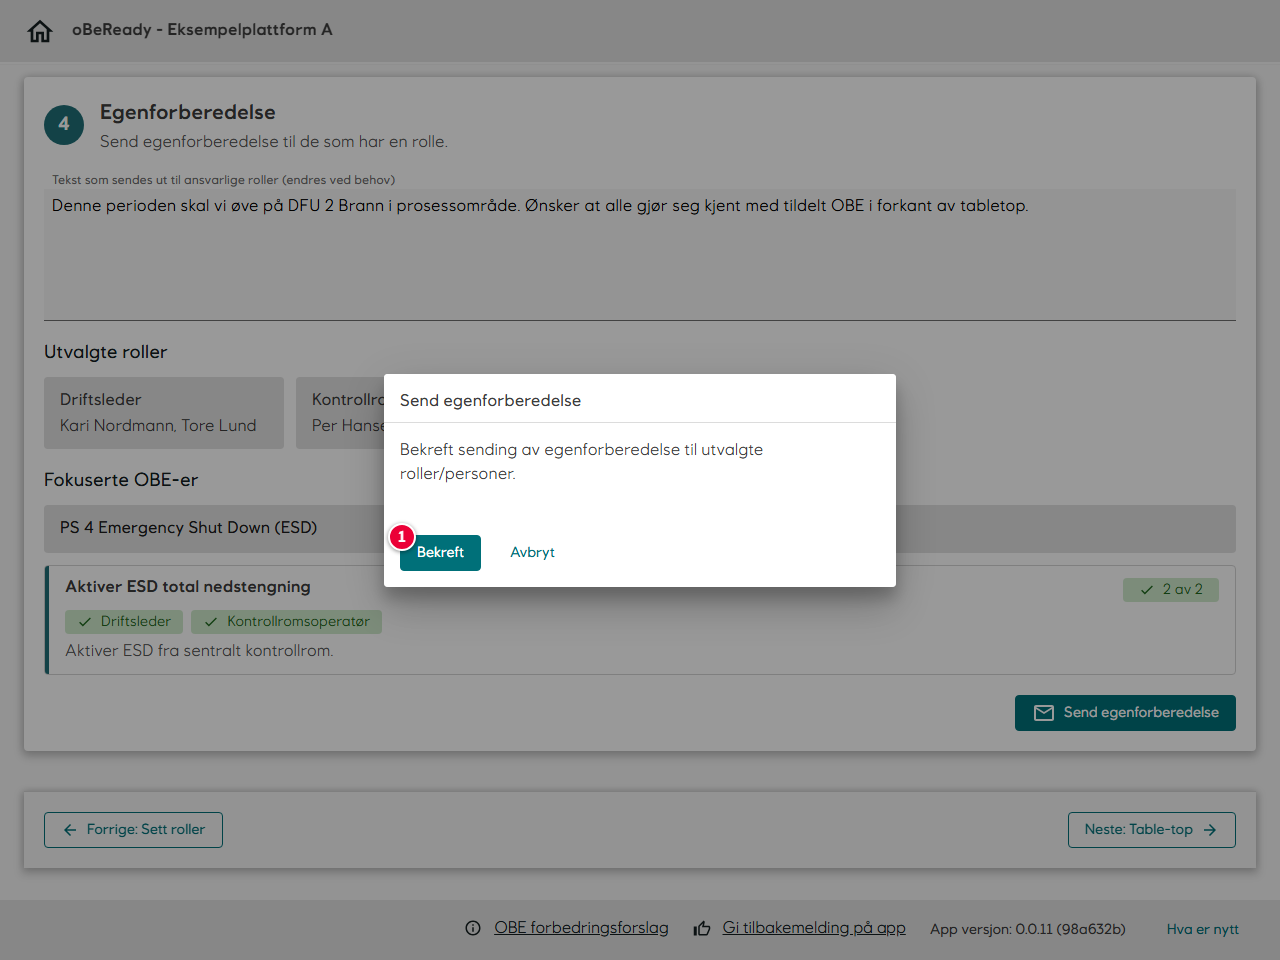 oBeReady - Eksempelplattform A
4
Egenforberedelse
Send egenforberedelse til de som har en rolle.
Tekst som sendes ut til ansvarlige roller (endres ved behov)
Denne perioden skal vi øve på DFU 2 Brann i prosessområde. Ønsker at alle gjør seg kjent med tildelt OBE i forkant av tabletop.
Utvalgte roller
Driftsleder
Kari Nordmann, Tore Lund
Per
Fokuserte OBE-er
PS 4 Emergency Shut Down (ESD)
Send egenforberedelse
Bekreft sending av egenforberedelse til utvalgte
roller/personer.
1
Bekreft
Avbryt
Aktiver ESD total nedstengning
2 av 2
Driftsleder
Kontrollromsoperatør
Aktiver ESD fra sentralt kontrollrom.
Send egenforberedelse
Forrige: Sett roller
Neste: Table-top
OBE forbedringsforslag
Gi tilbakemelding på app
App versjon: 0.0.11 (98a632b)
Hva er nytt